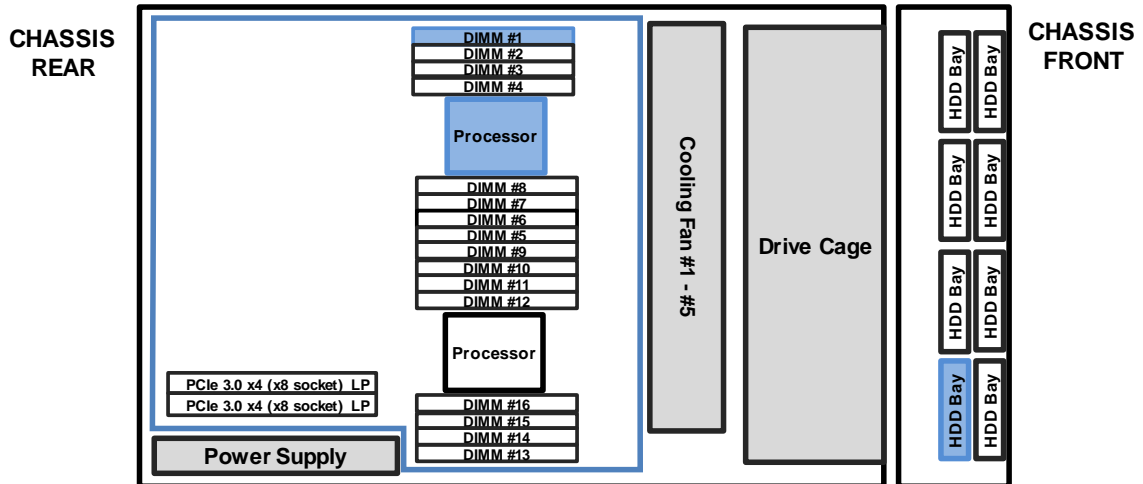 CHASSIS
REAR
DIMM #1
DIMM #2
DIMM #3
DIMM #4
Processor
DIMM #8
DIMM #7
DIMM #6
DIMM #5
DIMM #9
DIMM #10
DIMM #11
DIMM #12
Processor
PCIe 3.0 x4 (x8 socket) LP
PCIe 3.0 x4 (x8 socket) LP
DIMM #16
DIMM #15
DIMM #14
DIMM #13
Power Supply
Cooling Fan #1 - #5
Drive Cage
HDD Bay
HDD Bay
HDD Bay
HDD Bay
HDD Bay
HDD Bay
HDD Bay
HDD Bay
CHASSIS
FRONT